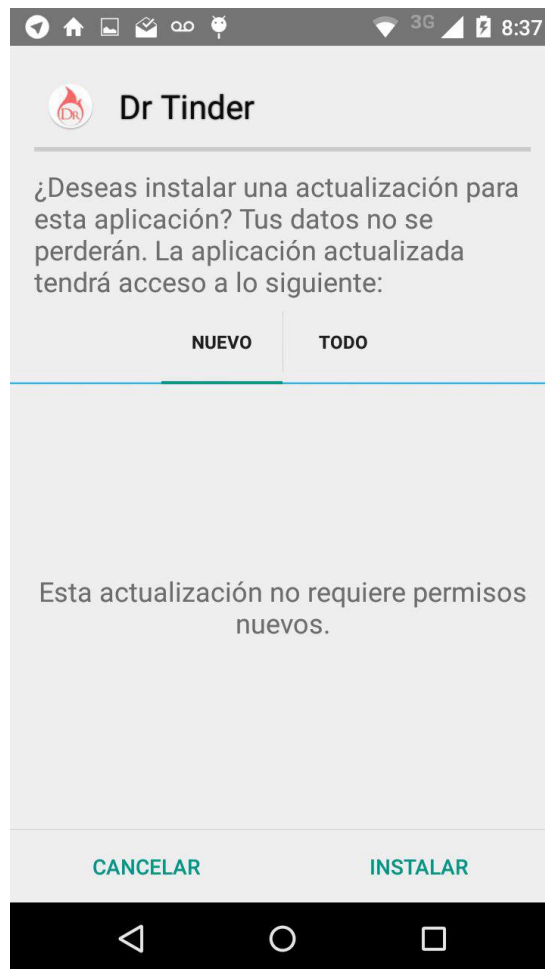 3G 8:37
DR Dr Tinder
¿Deseas instalar una actualización para
esta aplicación? Tus datos no se
perderán. La aplicación actualizada
tendrá acceso a lo siguiente:
NUEVO TODO
Esta actualización no requiere permisos
nuevos.
CANCELAR INSTALAR